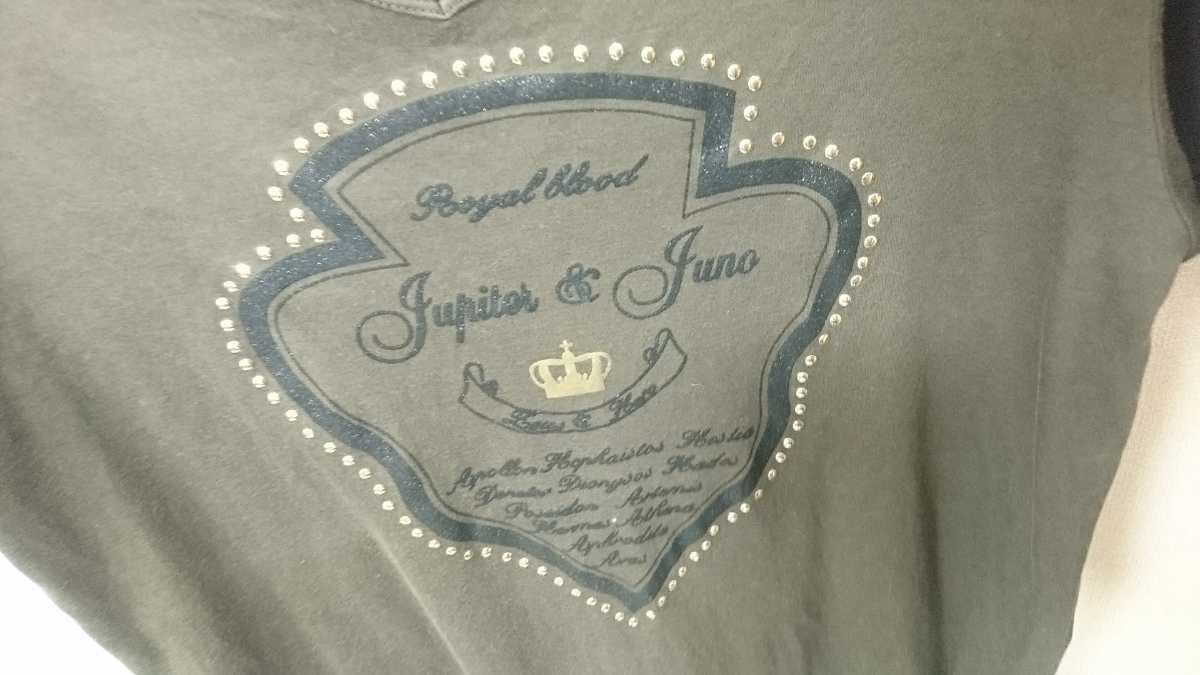 Royal blood
Jupiter & Juno
Zeus & Hera
Apollon Hephaistos Hestia
Demeter Dionysos Hades
Poseidon Artemis
Hermes Athena
Aphrodite
Ares